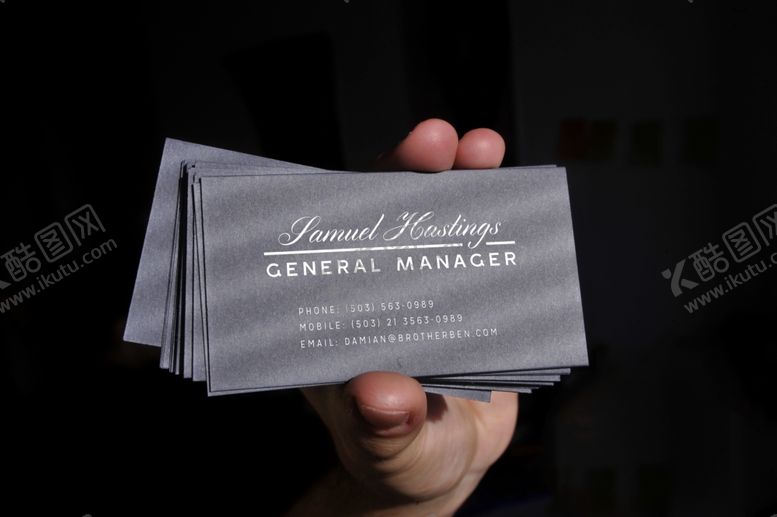 Samuel Hastings
GENERAL MANAGER
PHONE: (503) 563-0989
MOBILE: (503) 21 3563-0989
EMAIL: DAMIAN@BROTHERBEN.COM
酷图网
www.ikutu.com
酷图网
www.ikutu.com